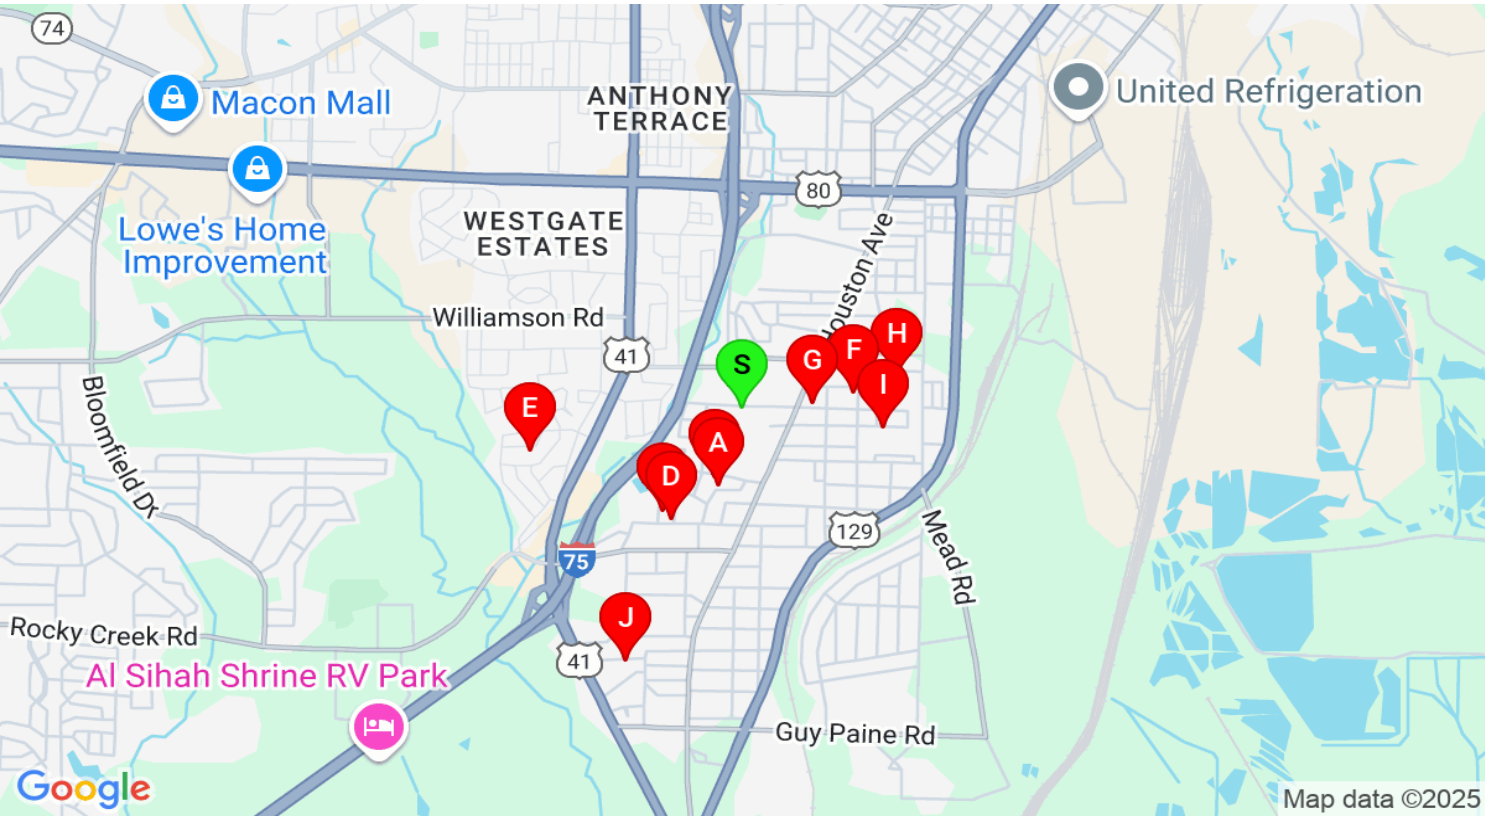 74
Macon Mall
ANTHONY
TERRACE
United Refrigeration
80
Lowe's Home
Improvement
WESTGATE
ESTATES
Houston Ave
Williamson Rd
41
S
G
F
H
I
E
A
D
Bloomfield Dr
129
Mead Rd
75
J
Rocky Creek Rd
41
Al Sihah Shrine RV Park
Guy Paine Rd
Google
Map data ©2025